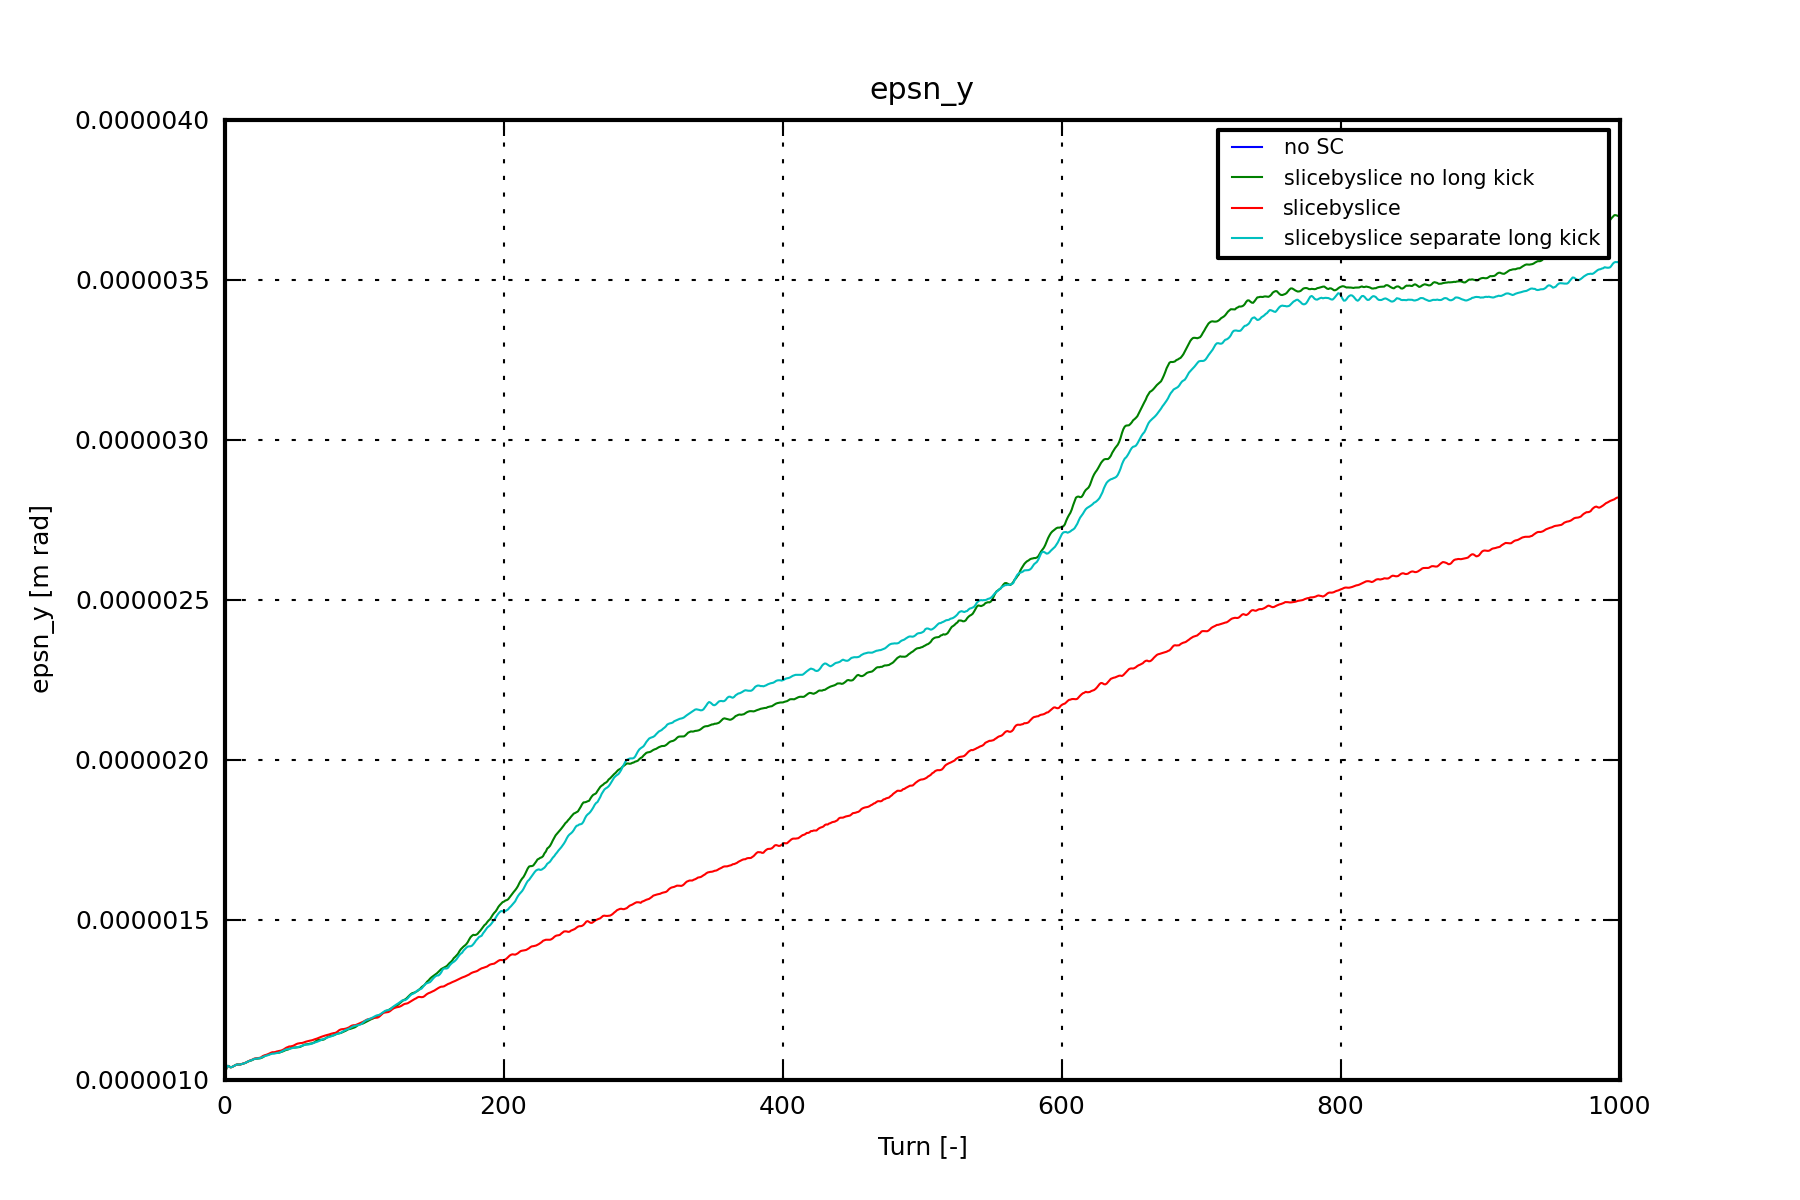 epsn_y
0.0000040
0.0000035
0.0000030
0.0000025
0.0000020
0.0000015
0.0000010
epsn_y [m rad]
no SC
slicebyslice no long kick
slicebyslice
slicebyslice separate long kick
0 200 400 600 800 1000
Turn [-]